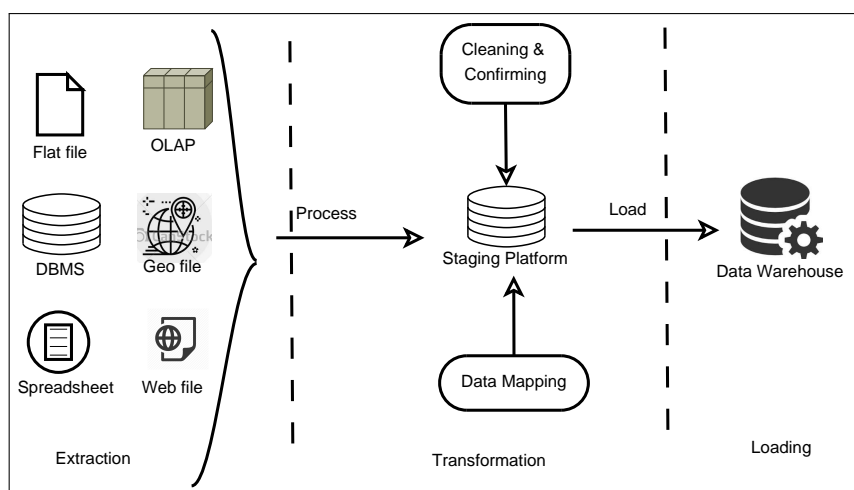 Cleaning &
Confirming
Flat file
OLAP
Process
Load
DBMS
Geo file
Staging Platform
Data Warehouse
Spreadsheet
Web file
Data Mapping
Extraction
Transformation
Loading